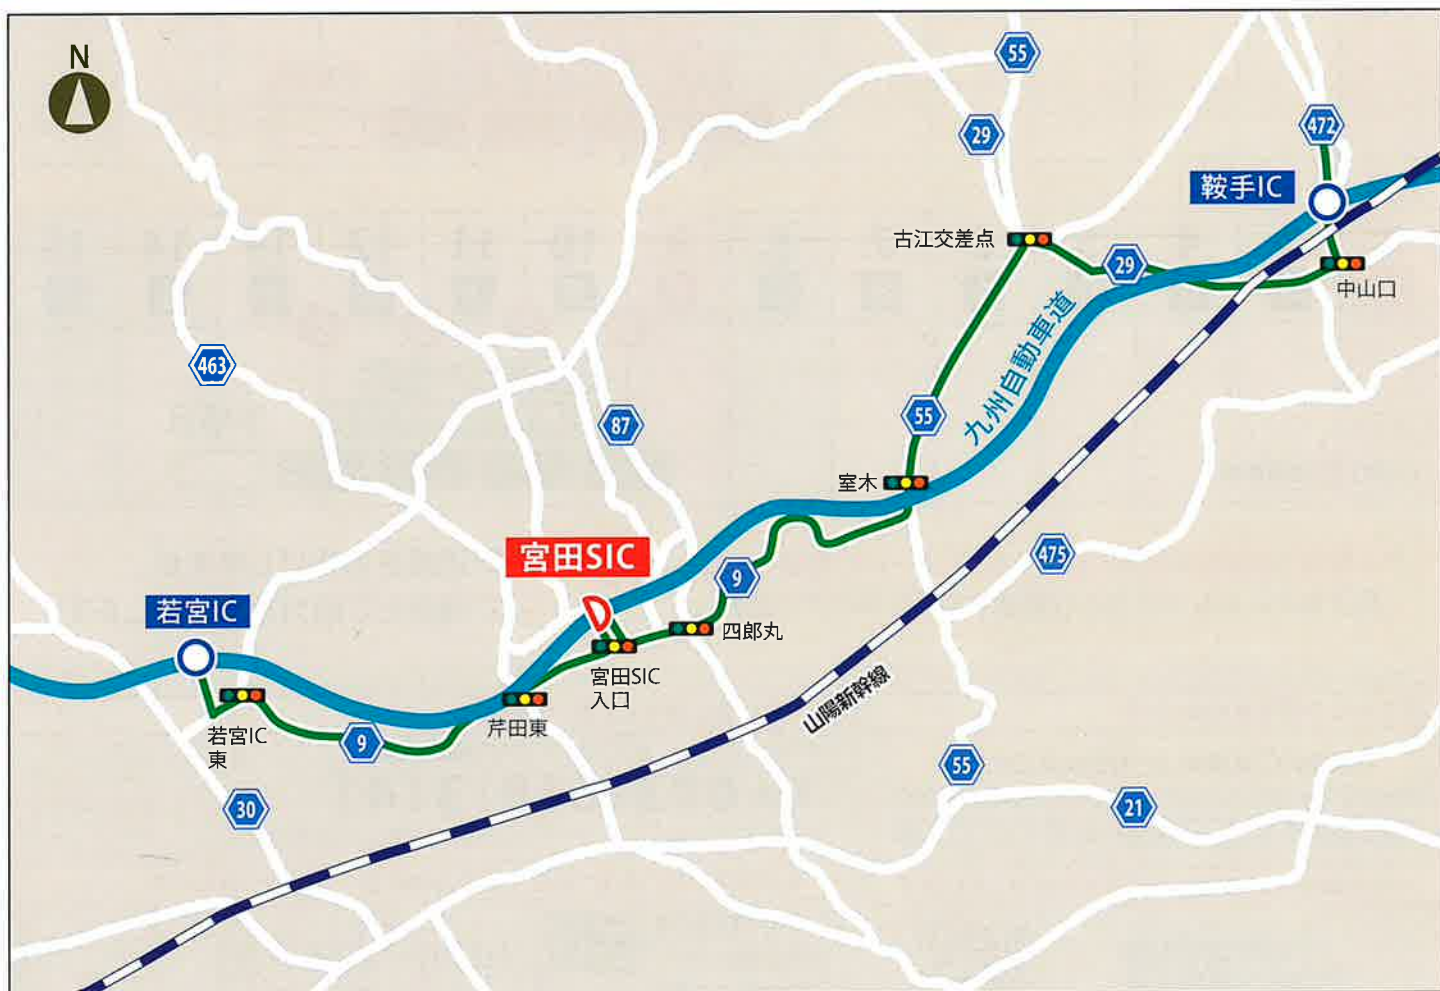 N
55
29
472
鞍手IC
古江交差点
29
中山口
463
九州自動車道
87
55
室木
宮田SIC
475
9
若宮IC
四郎丸
宮田SIC
入口
芹田東
若宮IC
東
9
山陽新幹線
55
30
21